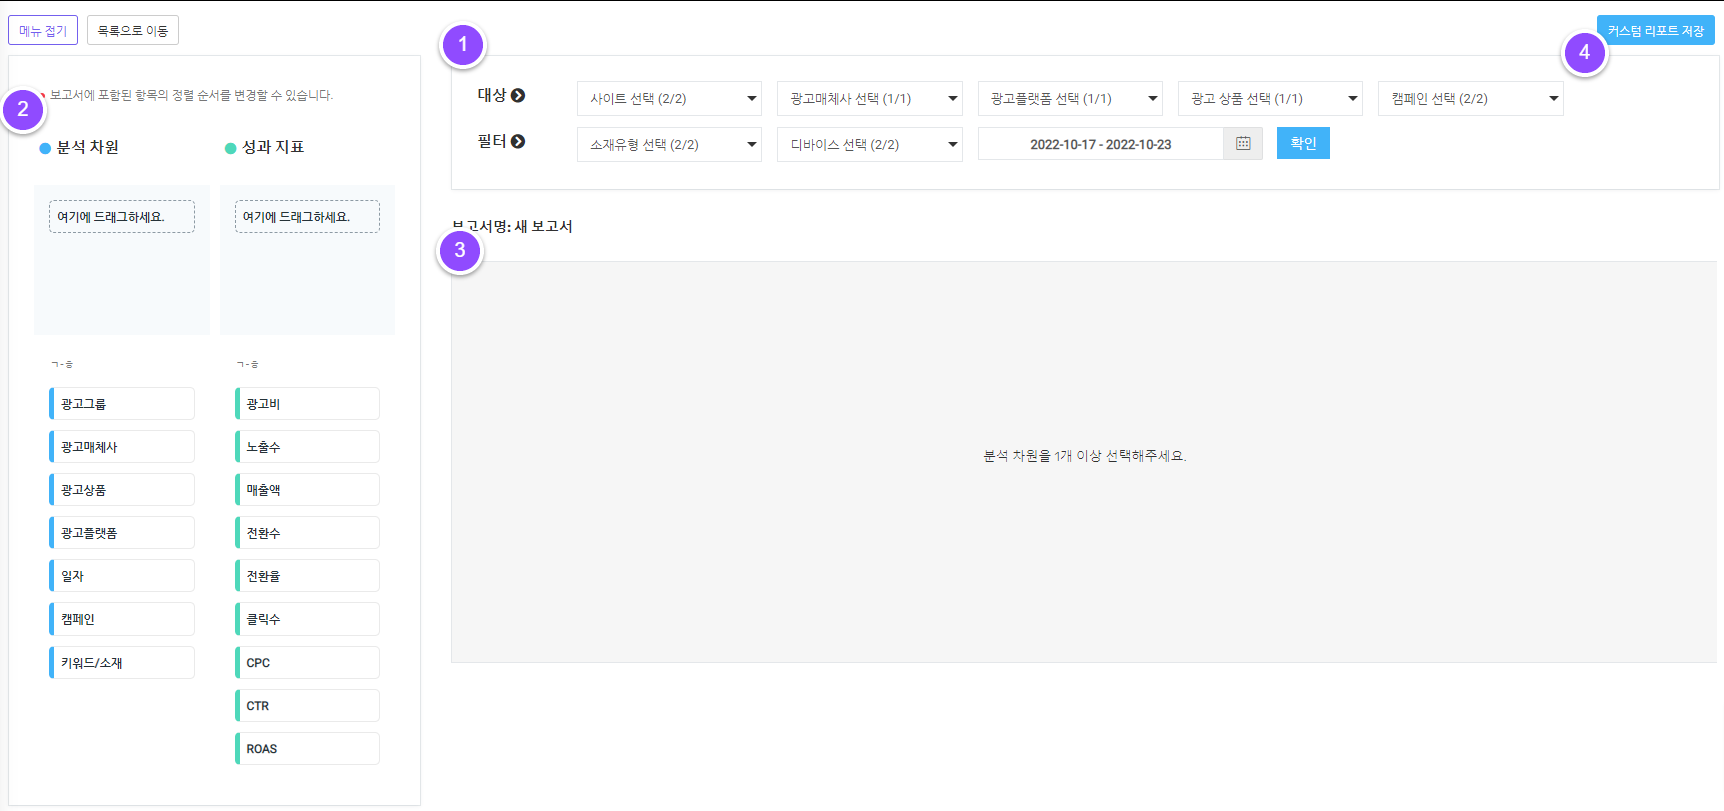 메뉴 접기
목록으로 이동
1
커스텀 리포트 저장
4
대상
사이트 선택 (2/2)
광고매체사 선택 (1/1)
광고플랫폼 선택 (1/1)
광고 상품 선택 (1/1)
캠페인 선택 (2/2)
필터
소재유형 선택 (2/2)
디바이스 선택 (2/2)
2022-10-17 - 2022-10-23
확인
2
보고서에 포함된 항목의 정렬 순서를 변경할 수 있습니다.
분석 차원
성과 지표
여기에 드래그하세요.
여기에 드래그하세요.
ㄱ-ㅎ
ㄱ-ㅎ
광고그룹
광고비
광고매체사
노출수
광고상품
매출액
광고플랫폼
전환수
일자
전환율
캠페인
클릭수
키워드/소재
CPC
CTR
ROAS
보고서명: 새 보고서
3
분석 차원을 1개 이상 선택해주세요.